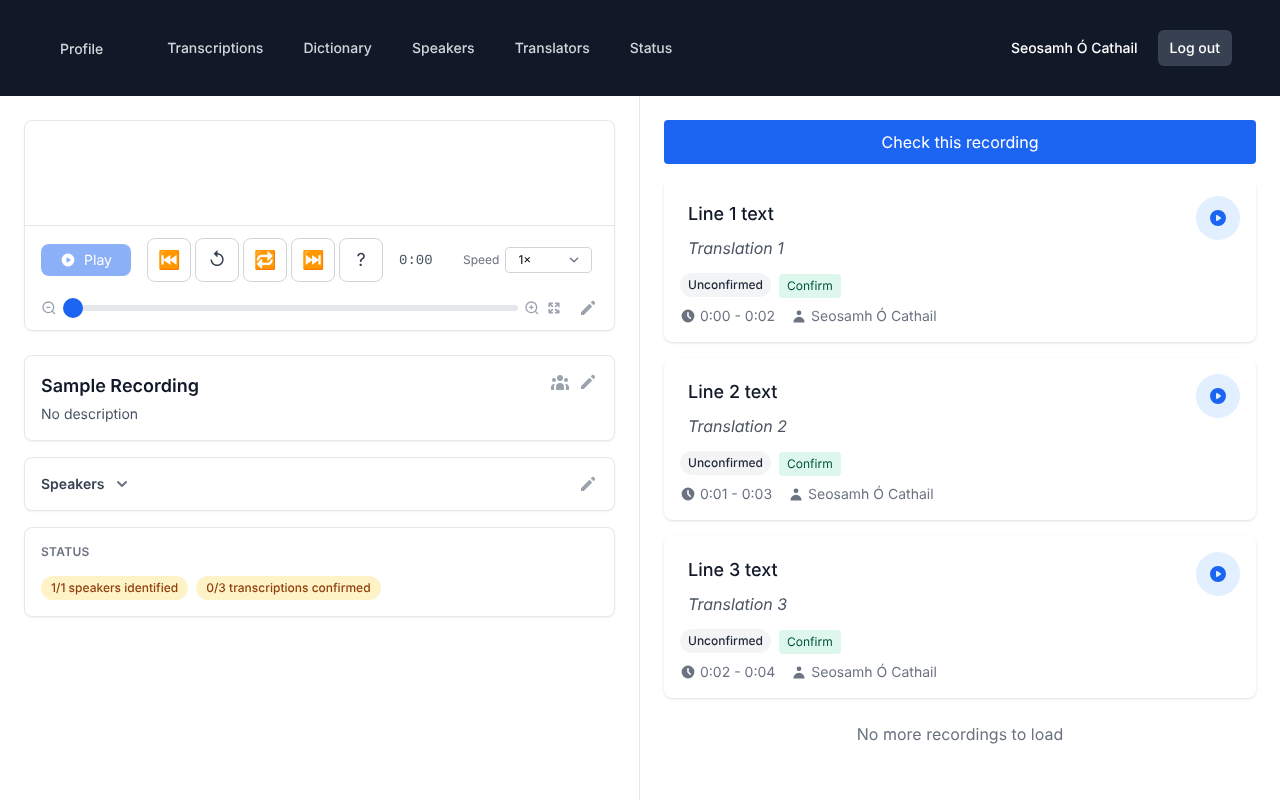 Profile
Transcriptions
Dictionary
Speakers
Translators
Status
Seosamh Ó Cathail
Log out
Play
?
0:00
Speed
1×
Sample Recording
No description
Speakers
STATUS
1/1 speakers identified
0/3 transcriptions confirmed
Check this recording
Line 1 text
Translation 1
Unconfirmed
Confirm
0:00 - 0:02
Seosamh Ó Cathail
Line 2 text
Translation 2
Unconfirmed
Confirm
0:01 - 0:03
Seosamh Ó Cathail
Line 3 text
Translation 3
Unconfirmed
Confirm
0:02 - 0:04
Seosamh Ó Cathail
No more recordings to load